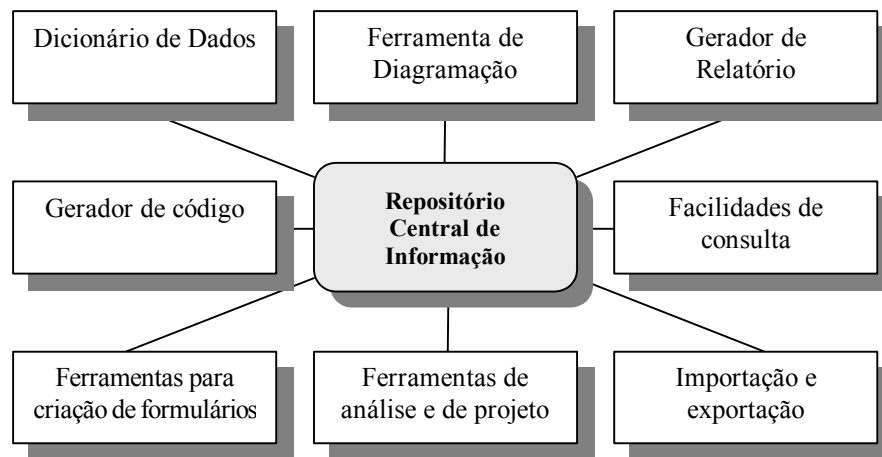 Dicionário de Dados
Ferramenta de
Diagramação
Gerador de
Relatório
Gerador de código
Repositório
Central de
Informação
Facilidades de
consulta
Ferramentas para
criação de formulários
Ferramentas de
análise e de projeto
Importação e
exportação